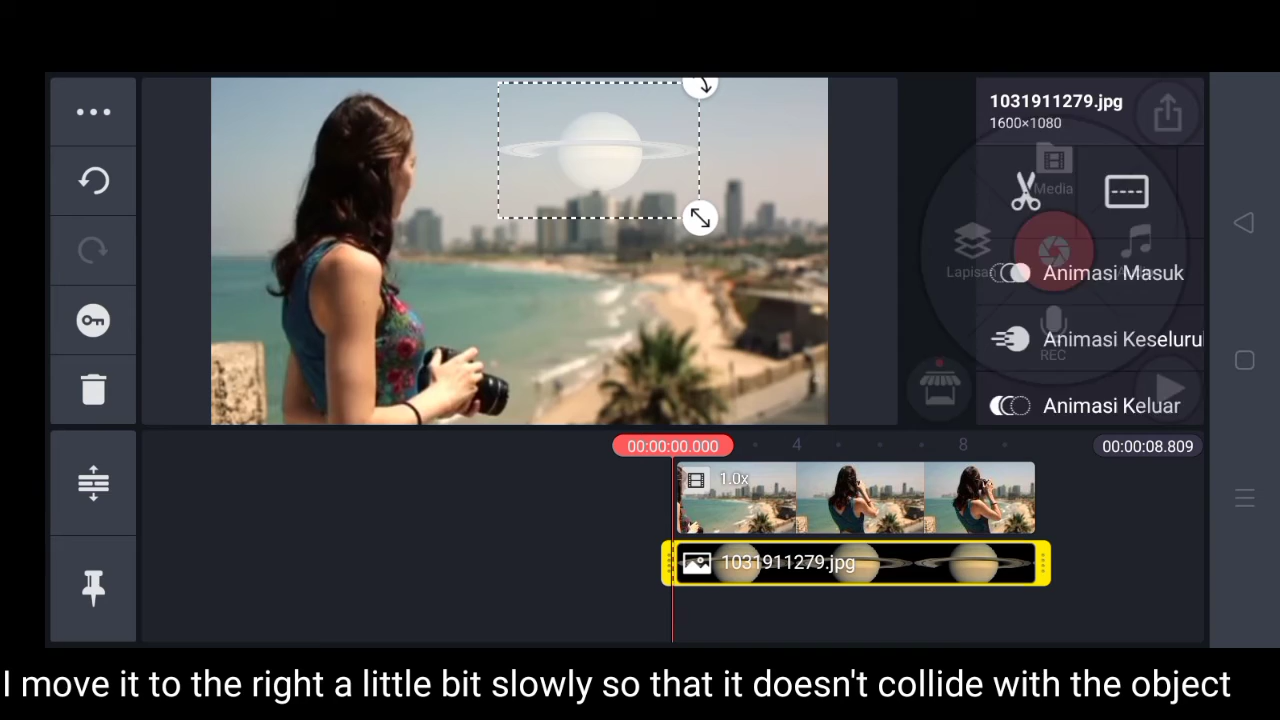 1031911279.jpg
1600×1080
Media
Lapisan
Animasi Masuk
Animasi Keseluru
REC
Animasi Keluar
00:00:00.000
4
8
00:00:08.809
1.0x
1031911279.jpg
I move it to the right a little bit slowly so that it doesn't collide with the object